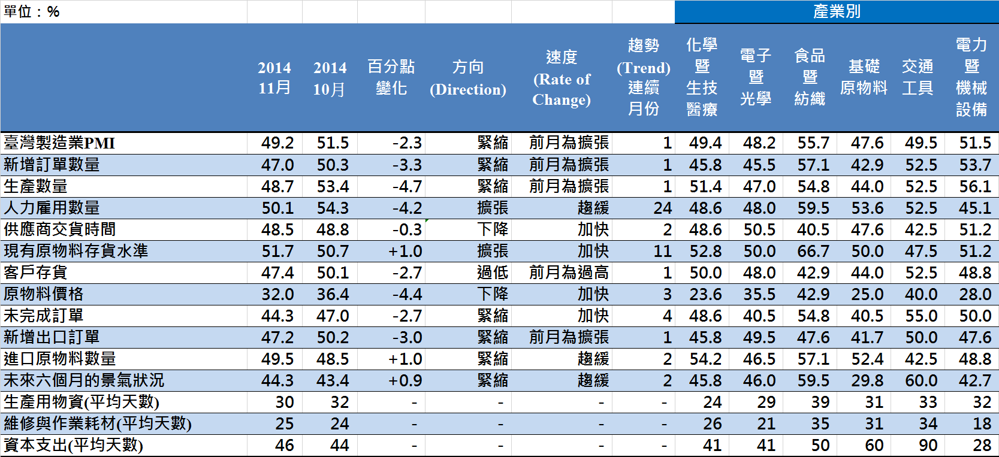 單位：% 產業別
2014 11月 2014 10月 百分點變化 方向(Direction) 速度(Rate of Change) 趨勢(Trend)連續月份 化學暨生技醫療 電子暨光學 食品暨紡織 基礎原物料 交通工具 電力暨機械設備
臺灣製造業PMI 49.2 51.5 -2.3 緊縮 前月為擴張 1 49.4 48.2 55.7 47.6 49.5 51.5
新增訂單數量 47.0 50.3 -3.3 緊縮 前月為擴張 1 45.8 45.5 57.1 42.9 52.5 53.7
生產數量 48.7 53.4 -4.7 緊縮 前月為擴張 1 51.4 47.0 54.8 44.0 52.5 56.1
人力雇用數量 50.1 54.3 -4.2 擴張 趨緩 24 48.6 48.0 59.5 53.6 52.5 45.1
供應商交貨時間 48.5 48.8 -0.3 下降 加快 2 48.6 50.5 40.5 47.6 42.5 51.2
現有原物料存貨水準 51.7 50.7 +1.0 擴張 加快 11 52.8 50.0 66.7 50.0 47.5 51.2
客戶存貨 47.4 50.1 -2.7 過低 前月為過高 1 50.0 48.0 42.9 44.0 52.5 48.8
原物料價格 32.0 36.4 -4.4 下降 加快 3 23.6 35.5 42.9 25.0 40.0 28.0
未完成訂單 44.3 47.0 -2.7 緊縮 加快 4 48.6 40.5 54.8 40.5 55.0 50.0
新增出口訂單 47.2 50.2 -3.0 緊縮 前月為擴張 1 45.8 49.5 47.6 41.7 50.0 47.6
進口原物料數量 49.5 48.5 +1.0 緊縮 趨緩 2 54.2 46.5 57.1 52.4 42.5 48.8
未來六個月的景氣狀況 44.3 43.4 +0.9 緊縮 趨緩 2 45.8 46.0 59.5 29.8 60.0 42.7
生產用物資(平均天數) 30 32 - - - - 24 29 39 31 33 32
維修與作業耗材(平均天數) 25 24 - - - - 26 21 35 31 34 18
資本支出(平均天數) 46 44 - - - - 41 41 50 60 90 28